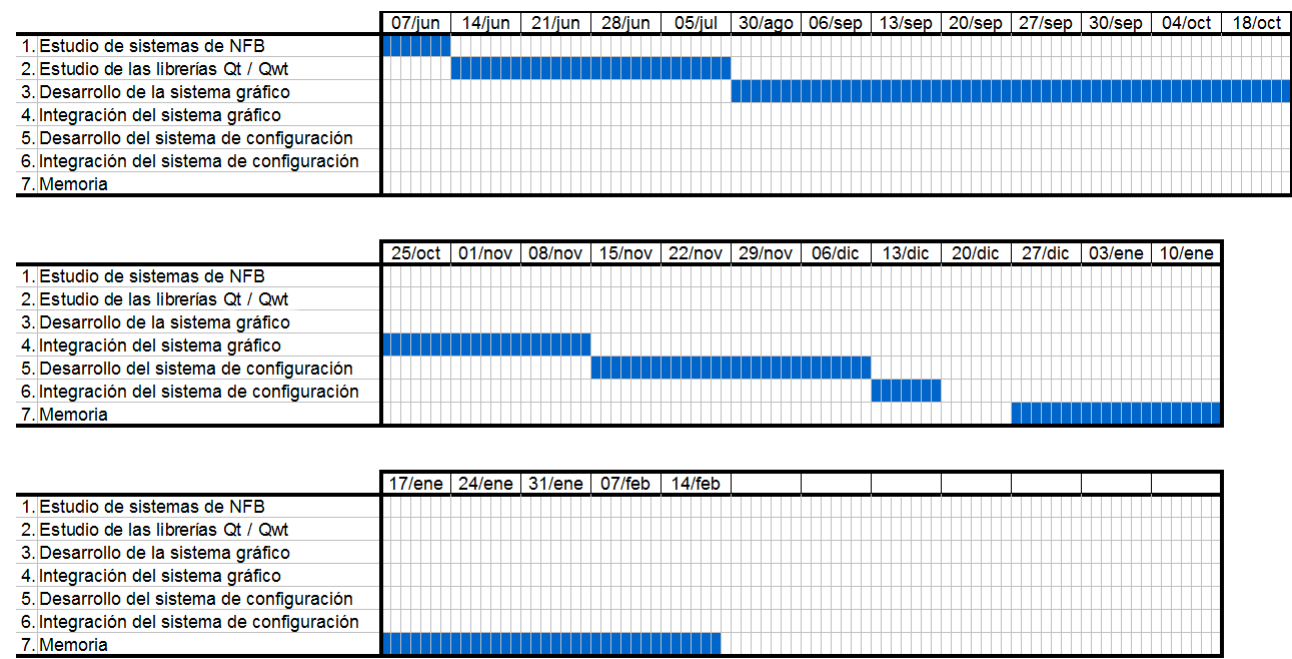 07/jun 14/jun 21/jun 28/jun 05/jul 30/ago 06/sep 13/sep 20/sep 27/sep 30/sep 04/oct 18/oct
1. Estudio de sistemas de NFB
2. Estudio de las librerías Qt / Qwt
3. Desarrollo de la sistema gráfico
4. Integración del sistema gráfico
5. Desarrollo del sistema de configuración
6. Integración del sistema de configuración
7. Memoria
25/oct 01/nov 08/nov 15/nov 22/nov 29/nov 06/dic 13/dic 20/dic 27/dic 03/ene 10/ene
1. Estudio de sistemas de NFB
2. Estudio de las librerías Qt / Qwt
3. Desarrollo de la sistema gráfico
4. Integración del sistema gráfico
5. Desarrollo del sistema de configuración
6. Integración del sistema de configuración
7. Memoria
17/ene 24/ene 31/ene 07/feb 14/feb
1. Estudio de sistemas de NFB
2. Estudio de las librerías Qt / Qwt
3. Desarrollo de la sistema gráfico
4. Integración del sistema gráfico
5. Desarrollo del sistema de configuración
6. Integración del sistema de configuración
7. Memoria